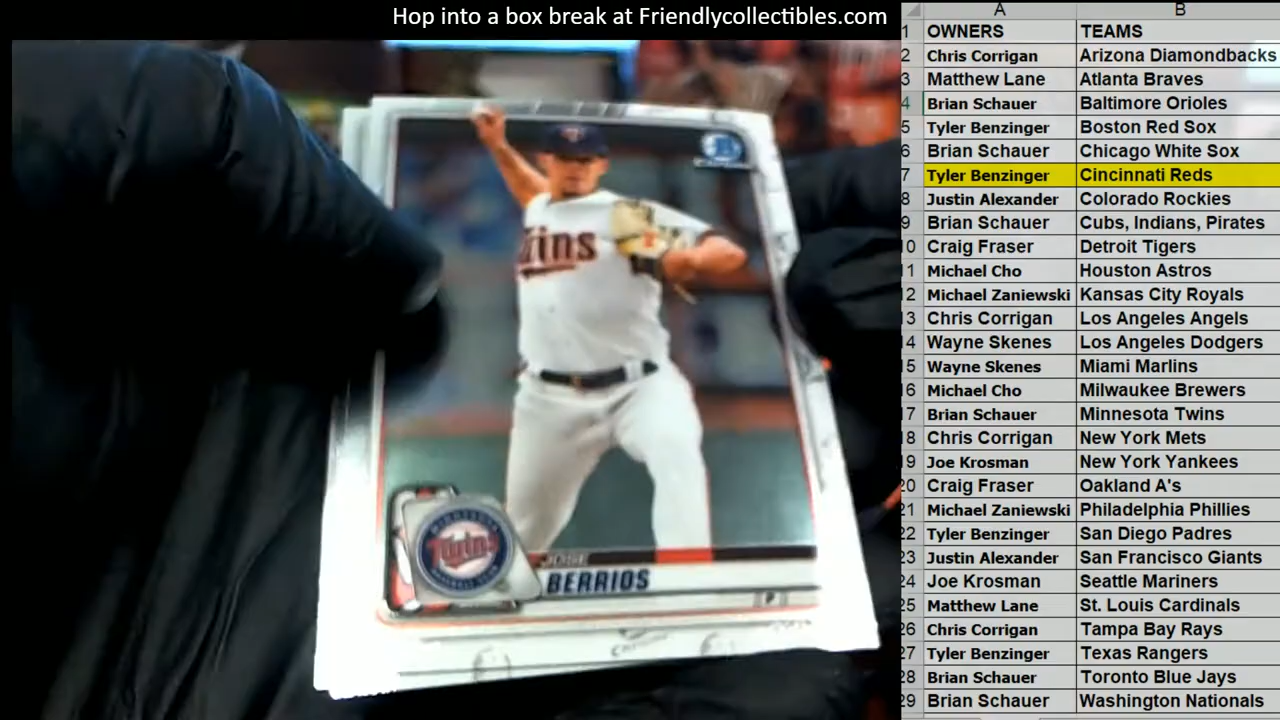 Hop into a box break at Friendlycollectibles.com
A B
1 OWNERS TEAMS
2 Chris Corrigan Arizona Diamondbacks
3 Matthew Lane Atlanta Braves
4 Brian Schauer Baltimore Orioles
5 Tyler Benzinger Boston Red Sox
6 Brian Schauer Chicago White Sox
7 Tyler Benzinger Cincinnati Reds
8 Justin Alexander Colorado Rockies
9 Brian Schauer Cubs, Indians, Pirates
10 Craig Fraser Detroit Tigers
11 Michael Cho Houston Astros
12 Michael Zaniewski Kansas City Royals
13 Chris Corrigan Los Angeles Angels
14 Wayne Skenes Los Angeles Dodgers
15 Wayne Skenes Miami Marlins
16 Michael Cho Milwaukee Brewers
17 Brian Schauer Minnesota Twins
18 Chris Corrigan New York Mets
19 Joe Krosman New York Yankees
20 Craig Fraser Oakland A's
21 Michael Zaniewski Philadelphia Phillies
22 Tyler Benzinger San Diego Padres
23 Justin Alexander San Francisco Giants
24 Joe Krosman Seattle Mariners
25 Matthew Lane St. Louis Cardinals
26 Chris Corrigan Tampa Bay Rays
27 Tyler Benzinger Texas Rangers
28 Brian Schauer Toronto Blue Jays
29 Brian Schauer Washington Nationals
Twins
MINNESOTA
Twins
BASEBALL CLUB
JOSE
BERRIOS
P